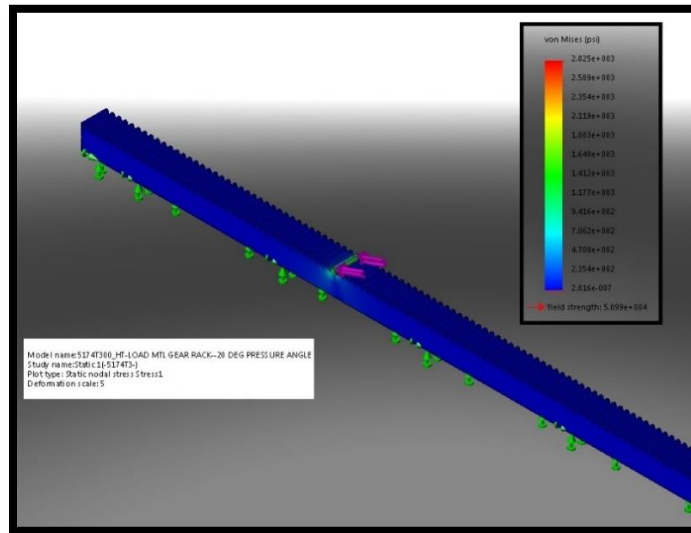 von Mises (psi)
2.825e+003
2.589e+003
2.354e+003
2.119e+003
1.883e+003
1.648e+003
1.412e+003
1.177e+003
9.416e+002
7.062e+002
4.708e+002
2.354e+002
2.016e-007
Yield strength: 5.099e+004
Model name:5174T300_HT-LOAD MTL GEAR RACK--20 DEG PRESSURE ANGLE
Study name:Static 1(-5174T3-)
Plot type: Static nodal stress Stress1
Deformation scale: 5